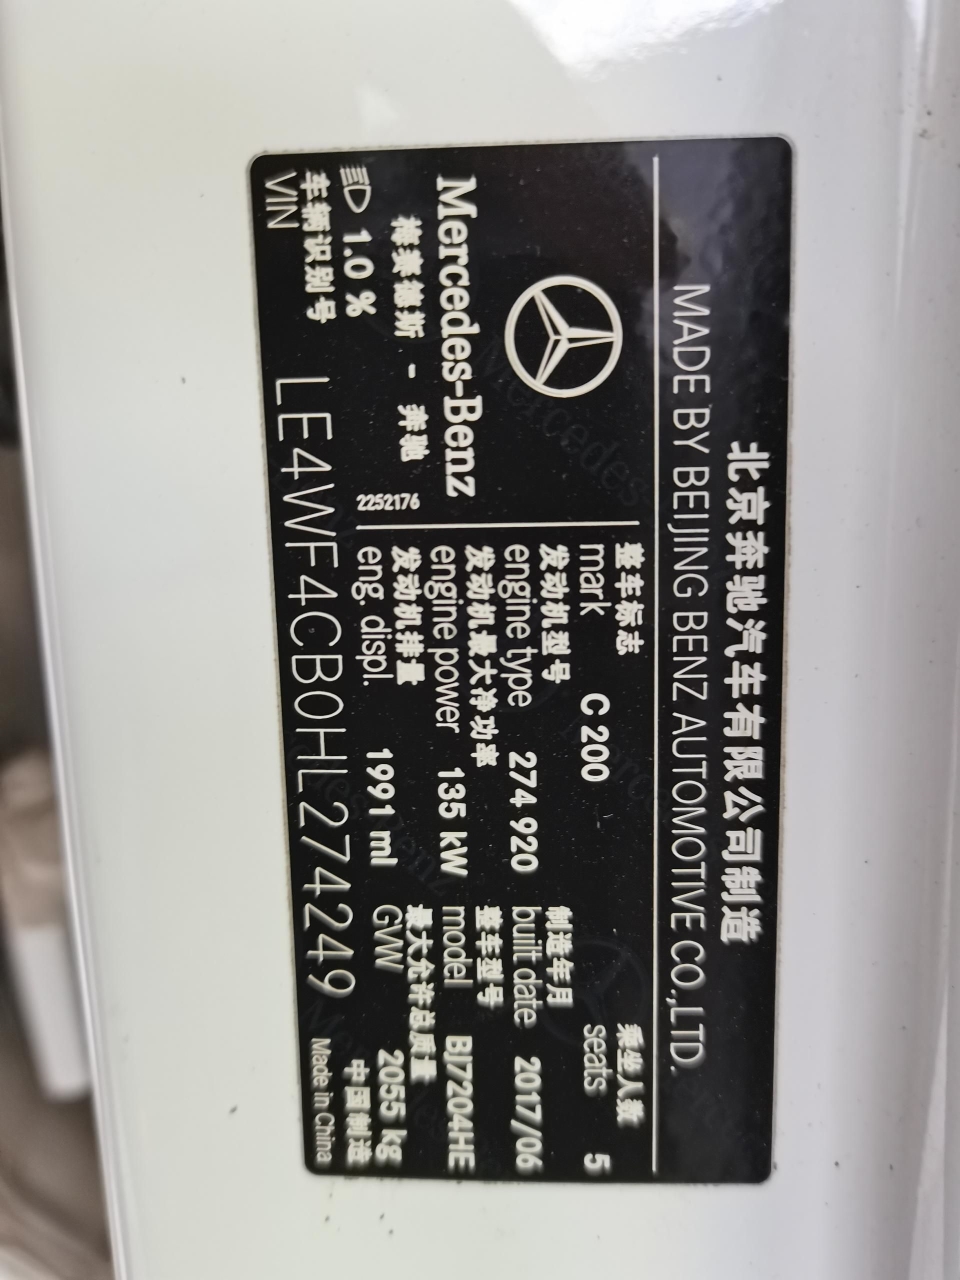 北京奔驰汽车有限公司制造
MADE BY BEIJING BENZ AUTOMOTIVE CO.,LTD.
Mercedes-Benz
梅赛德斯 - 奔驰
1.0 %
2252176
整车标志
mark C 200
乘坐人数
seats 5
发动机型号
engine type 274 920
制造年月
built date 2017/06
发动机最大净功率
engine power 135 kW
整车型号
model BJ7204HE
发动机排量
eng. displ. 1991 ml
最大允许总质量
GVW 2055 kg
车辆识别号
VIN LE4WF4CB0HL274249
中国制造
Made in China